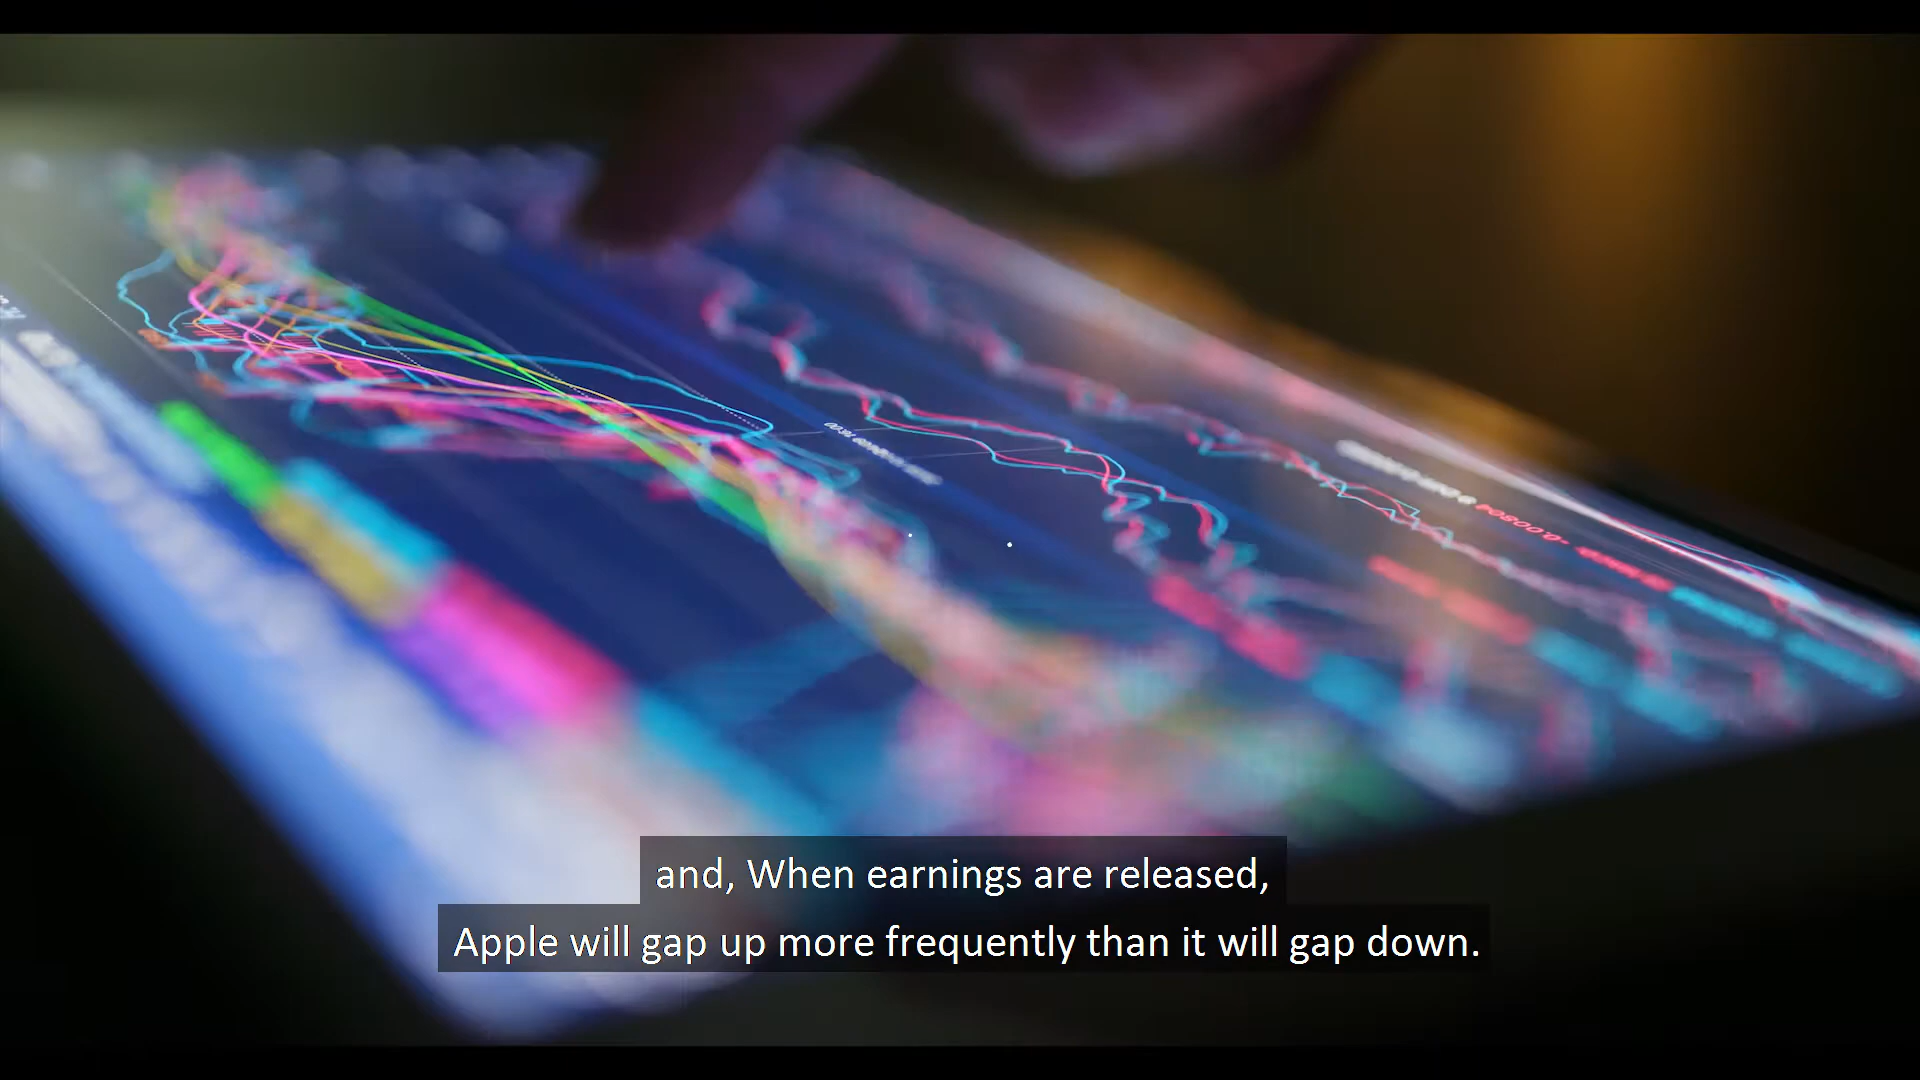 and, When earnings are released,
Apple will gap up more frequently than it will gap down.